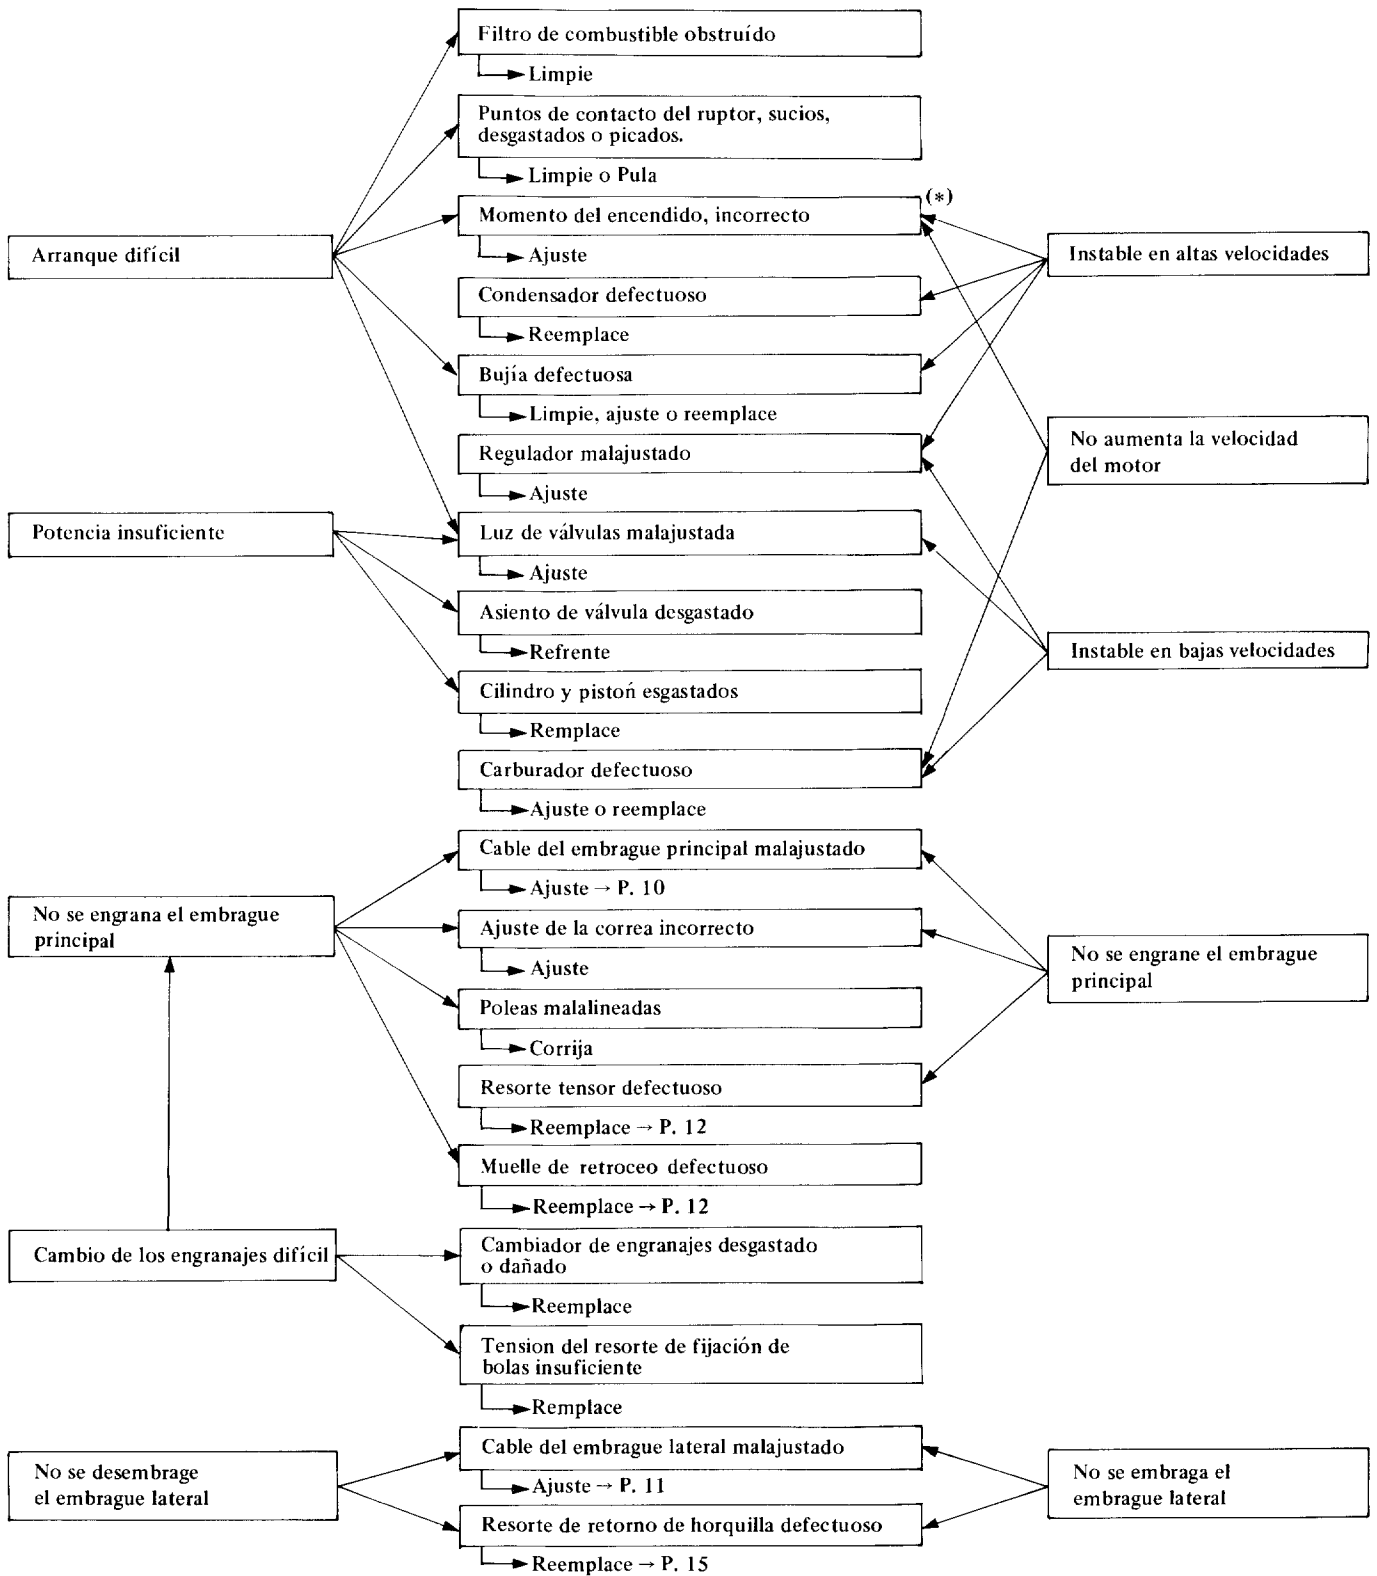 Filtro de combustible obstruído
Limpie
Puntos de contacto del ruptor, sucios,
desgastados o picados.
Limpie o Pula
(*)
Momento del encendido, incorrecto
Arranque difícil
Ajuste
Instable en altas velocidades
Condensador defectuoso
Reemplace
Bujía defectuosa
Limpie, ajuste o reemplace
No aumenta la velocidad
del motor
Regulador malajustado
Ajuste
Potencia insuficiente
Luz de válvulas malajustada
Ajuste
Asiento de válvula desgastado
Refrente
Instable en bajas velocidades
Cilindro y pistoń esgastados
Remplace
Carburador defectuoso
Ajuste o reemplace
Cable del embrague principal malajustado
Ajuste → P. 10
No se engrana el embrague
principal
Ajuste de la correa incorrecto
Ajuste
No se engrane el embrague
principal
Poleas malalineadas
Corrija
Resorte tensor defectuoso
Reemplace → P. 12
Muelle de retroceo defectuoso
Reemplace → P. 12
Cambio de los engranajes difícil
Cambiador de engranajes desgastado
o dañado
Reemplace
Tension del resorte de fijación de
bolas insuficiente
Remplace
Cable del embrague lateral malajustado
Ajuste → P. 11
No se desembrage
el embrague lateral
No se embraga el
embrague lateral
Resorte de retorno de horquilla defectuoso
Reemplace → P. 15